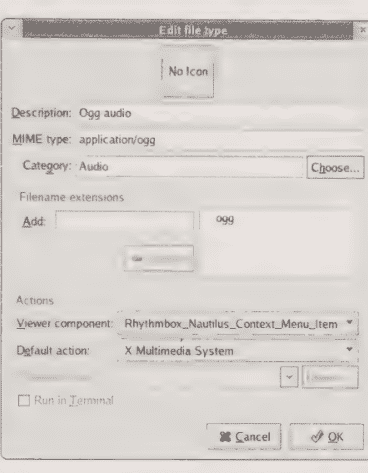 Edit file type
No Icon
Description: Ogg audio
MIME type: application/ogg
Category: Audio Choose...
Filename extensions
Add: ogg
Actions
Viewer component: Rhythmbox_Nautilus_Context_Menu_Item
Default action: X Multimedia System
Run in Terminal
Cancel OK